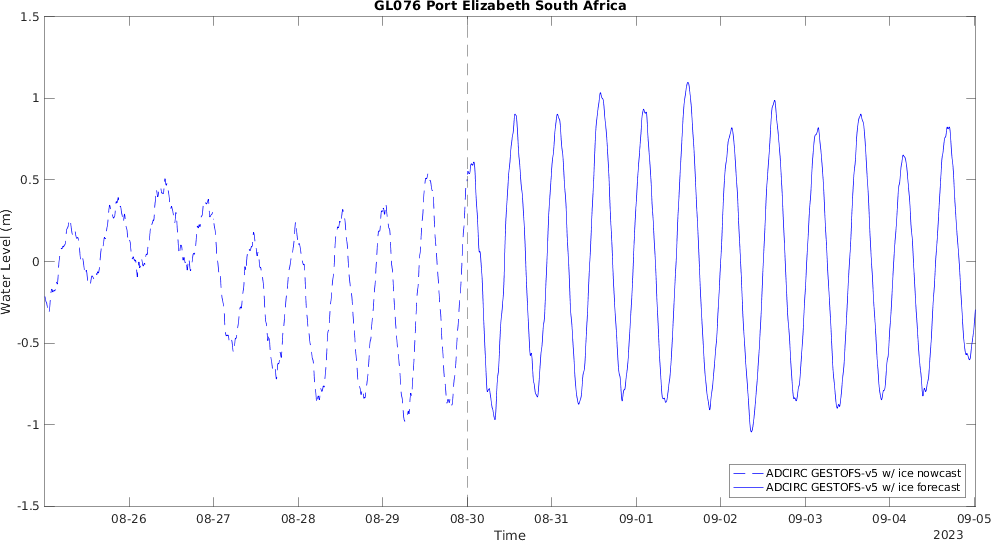 GL076 Port Elizabeth South Africa
1.5
1
0.5
0
-0.5
-1
-1.5
Water Level (m)
08-26 08-27 08-28 08-29 08-30 08-31 09-01 09-02 09-03 09-04 09-05
Time
2023
ADCIRC GESTOFS-v5 w/ ice nowcast
ADCIRC GESTOFS-v5 w/ ice forecast